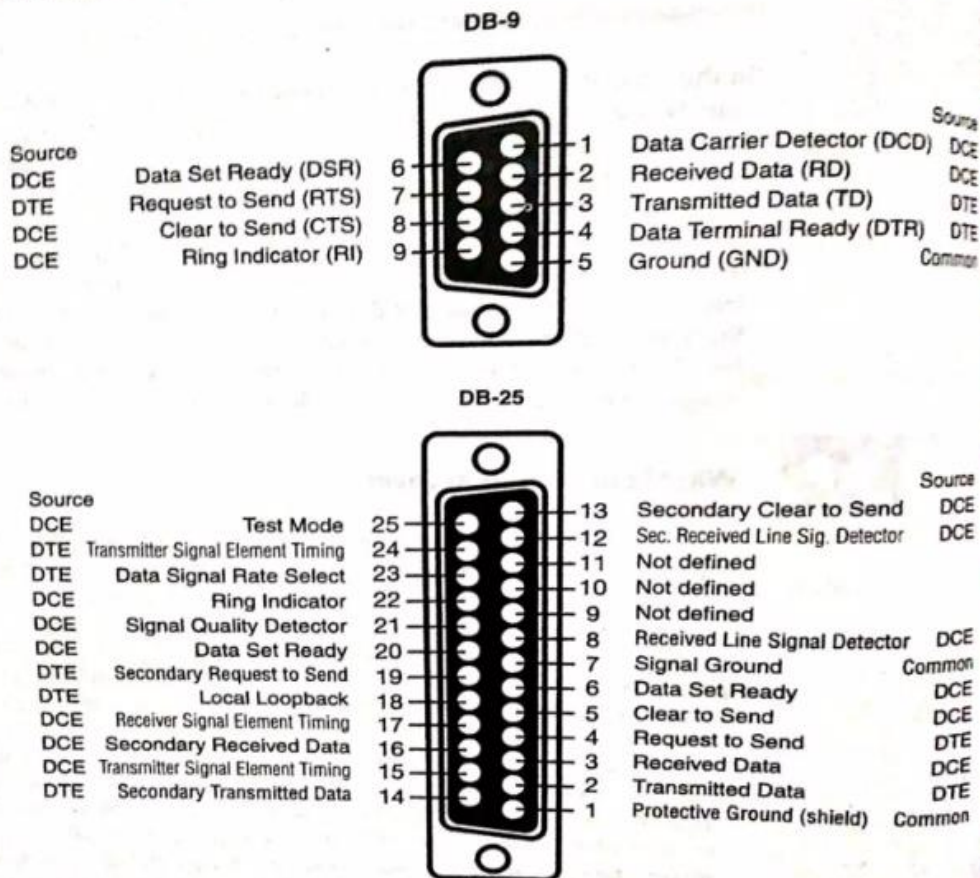 DB-9
Source
DCE Data Set Ready (DSR) 6
DTE Request to Send (RTS) 7
DCE Clear to Send (CTS) 8
DCE Ring Indicator (RI) 9
Source
1 Data Carrier Detector (DCD) DCE
2 Received Data (RD) DCE
3 Transmitted Data (TD) DTE
4 Data Terminal Ready (DTR) DTE
5 Ground (GND) Common
DB-25
Source
DCE Test Mode 25
DTE Transmitter Signal Element Timing 24
DTE Data Signal Rate Select 23
DCE Ring Indicator 22
DCE Signal Quality Detector 21
DCE Data Set Ready 20
DTE Secondary Request to Send 19
DTE Local Loopback 18
DCE Receiver Signal Element Timing 17
DCE Secondary Received Data 16
DCE Transmitter Signal Element Timing 15
DTE Secondary Transmitted Data 14
Source
13 Secondary Clear to Send DCE
12 Sec. Received Line Sig. Detector DCE
11 Not defined
10 Not defined
9 Not defined
8 Received Line Signal Detector DCE
7 Signal Ground Common
6 Data Set Ready DCE
5 Clear to Send DCE
4 Request to Send DTE
3 Received Data DCE
2 Transmitted Data DTE
1 Protective Ground (shield) Common